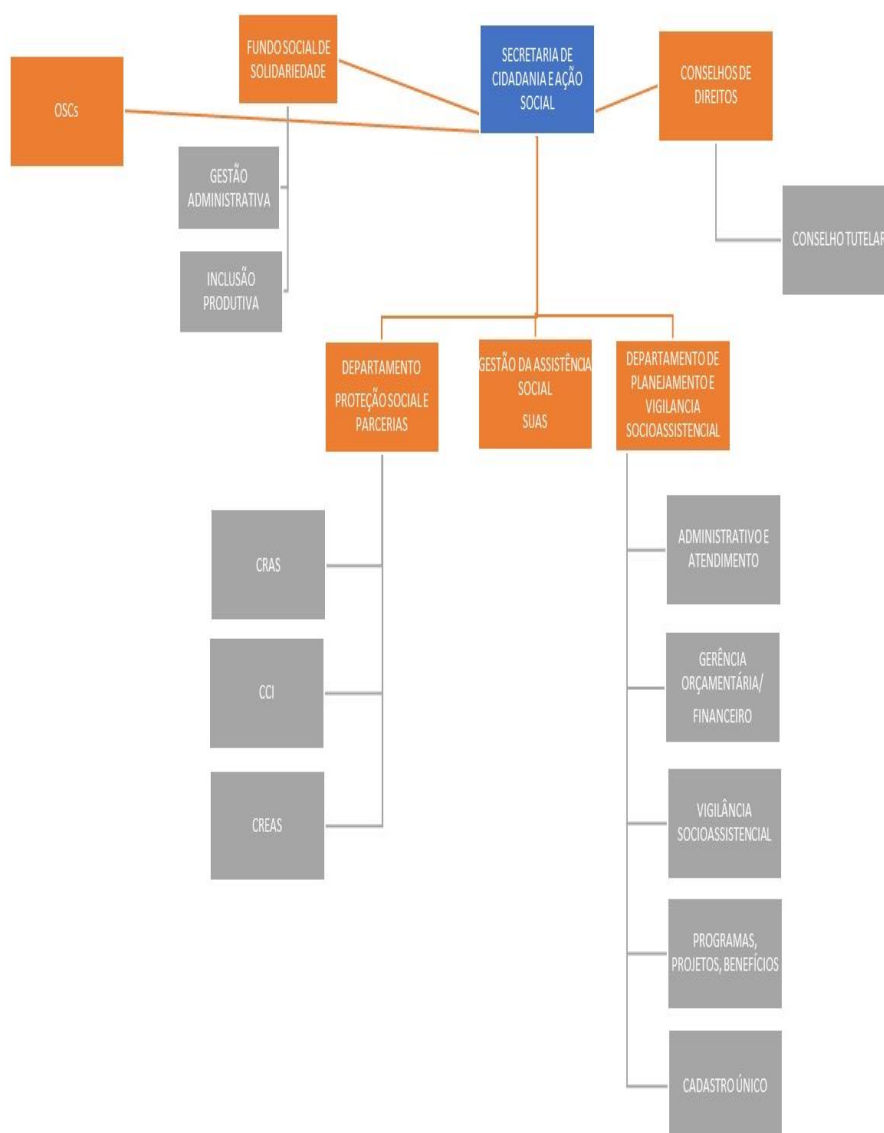 FUNDO SOCIAL DE
SOLIDARIEDADE
SECRETARIA DE
CIDADANIA E AÇÃO
SOCIAL
CONSELHOS DE
DIREITOS
OSCs
GESTÃO
ADMINISTRATIVA
CONSELHO TUTELAR
INCLUSÃO
PRODUTIVA
DEPARTAMENTO
PROTEÇÃO SOCIAL E
PARCERIAS
GESTÃO DA ASSISTÊNCIA
SOCIAL
SUAS
DEPARTAMENTO DE
PLANEJAMENTO E
VIGILANCIA
SOCIOASSISTENCIAL
CRAS
CCI
CREAS
ADMINISTRATIVO E
ATENDIMENTO
GERÊNCIA
ORÇAMENTÁRIA/
FINANCEIRO
VIGILÂNCIA
SOCIOASSISTENCIAL
PROGRAMAS,
PROJETOS, BENEFÍCIOS
CADASTRO ÚNICO